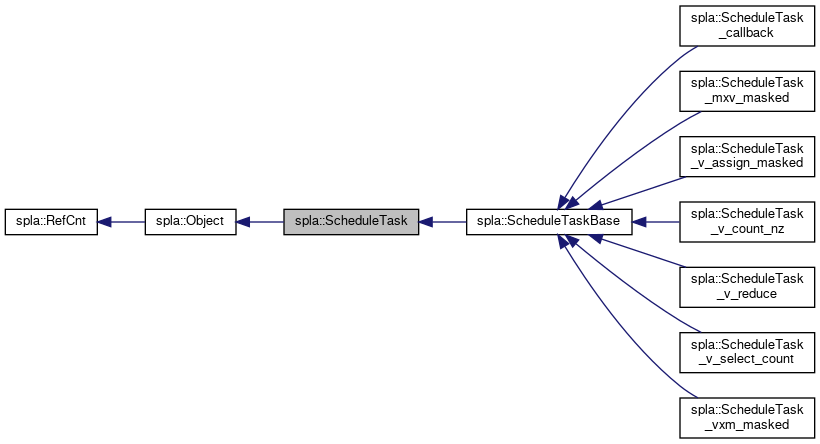 spla::RefCnt
spla::Object
spla::ScheduleTask
spla::ScheduleTaskBase
spla::ScheduleTask
_callback
spla::ScheduleTask
_mxv_masked
spla::ScheduleTask
_v_assign_masked
spla::ScheduleTask
_v_count_nz
spla::ScheduleTask
_v_reduce
spla::ScheduleTask
_v_select_count
spla::ScheduleTask
_vxm_masked